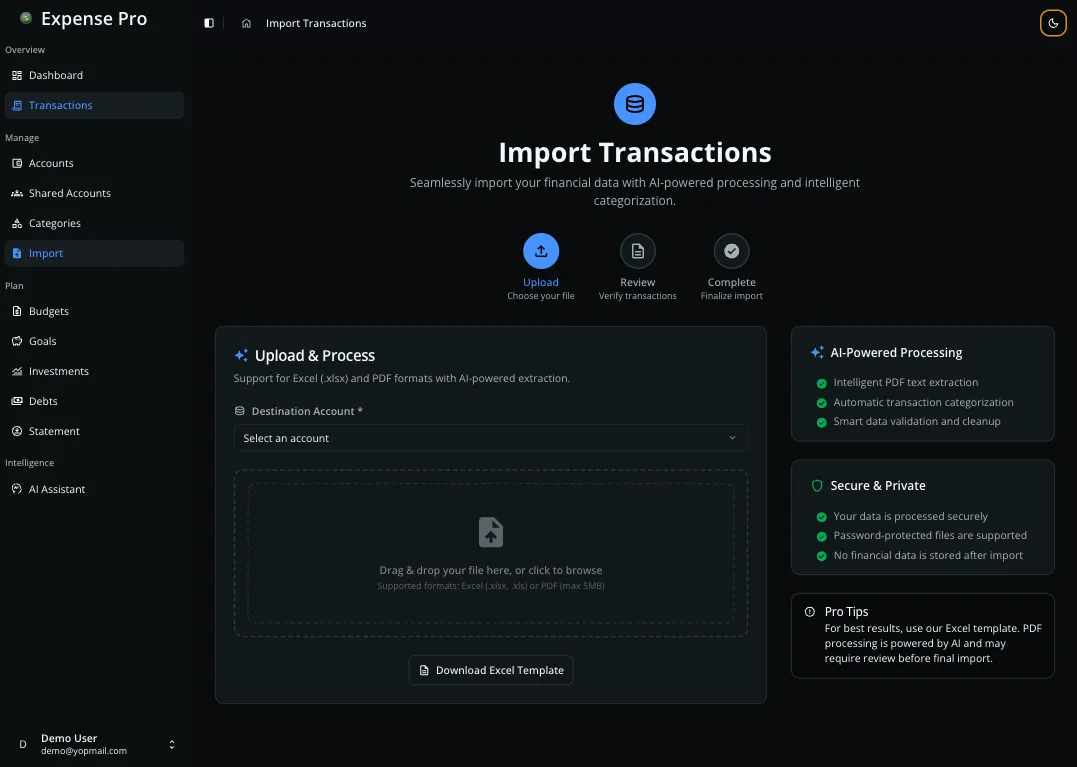 Expense Pro
Overview
Dashboard
Transactions
Manage
Accounts
Shared Accounts
Categories
Import
Plan
Budgets
Goals
Investments
Debts
Statement
Intelligence
AI Assistant
D
Demo User
demo@yopmail.com
Import Transactions
Import Transactions
Seamlessly import your financial data with AI-powered processing and intelligent
categorization.
Upload
Choose your file
Review
Verify transactions
Complete
Finalize import
Upload & Process
Support for Excel (.xlsx) and PDF formats with AI-powered extraction.
Destination Account *
Select an account
Drag & drop your file here, or click to browse
Supported formats: Excel (.xlsx, .xls) or PDF (max 5MB)
Download Excel Template
AI-Powered Processing
Intelligent PDF text extraction
Automatic transaction categorization
Smart data validation and cleanup
Secure & Private
Your data is processed securely
Password-protected files are supported
No financial data is stored after import
Pro Tips
For best results, use our Excel template. PDF
processing is powered by AI and may
require review before final import.